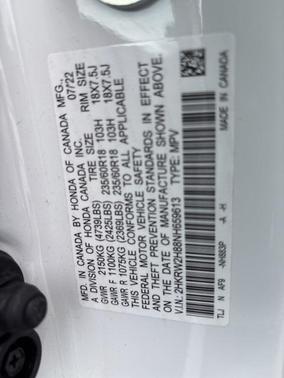 MFD. IN CANADA BY HONDA OF CANADA MFG. 07/22
A DIVISION OF HONDA CANADA INC.
TIRE SIZE RIM SIZE
GVWR 2150KG (4739LBS)
GAWR F 1100KG (2425LBS) 235/60R18 103H 18X7.5J
GAWR R 1075KG (2369LBS) 235/60R18 103H 18X7.5J
THIS VEHICLE CONFORMS TO ALL APPLICABLE
FEDERAL MOTOR VEHICLE SAFETY
AND THEFT PREVENTION STANDARDS IN EFFECT
ON THE DATE OF MANUFACTURE SHOWN ABOVE.
V.I.N: TYPE: MPV
MADE IN CANADA